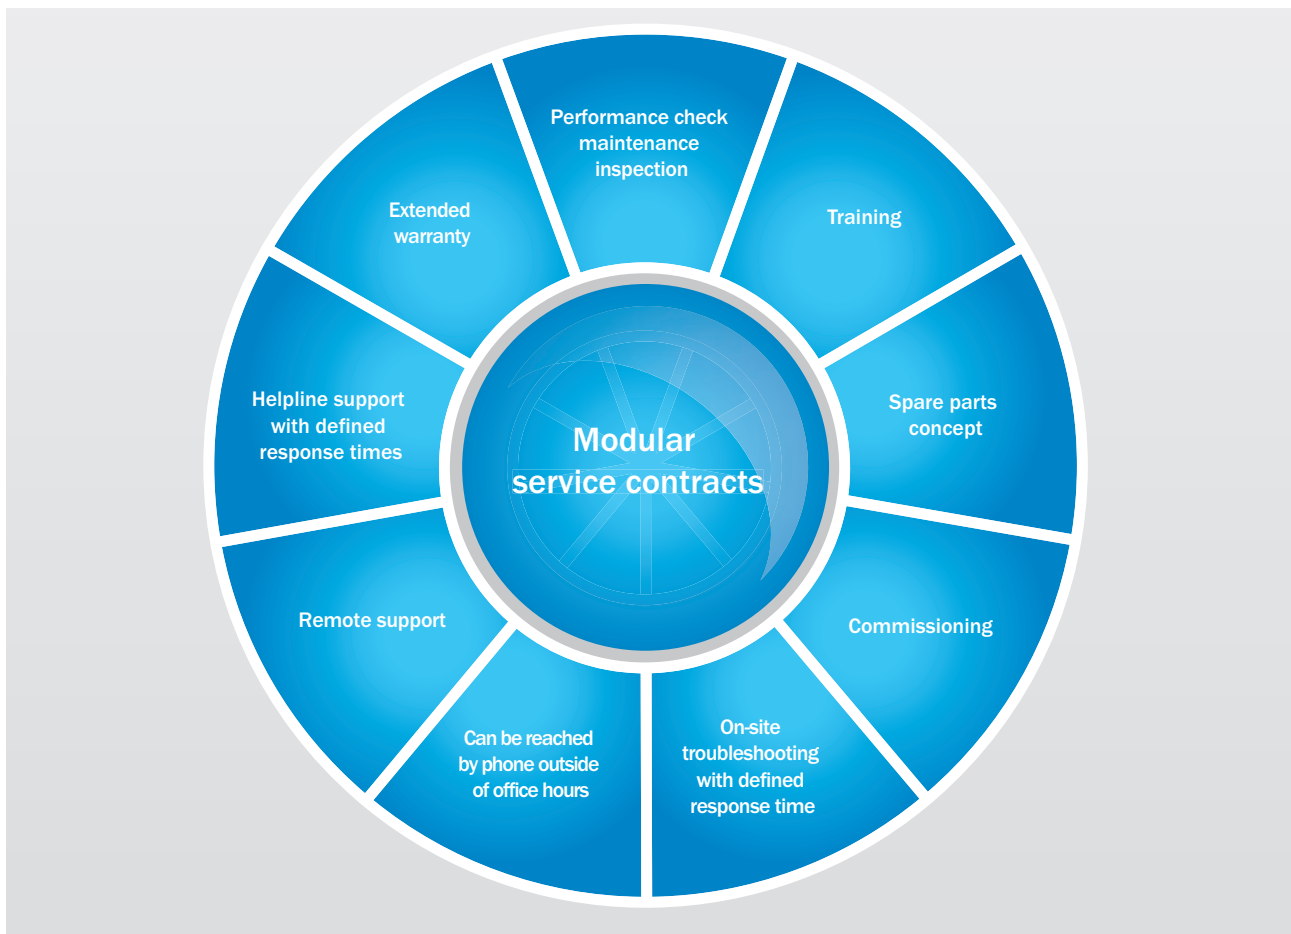 Performance check
maintenance
inspection
Training
Spare parts
concept
Commissioning
On-site
troubleshooting
with defined
response time
Can be reached
by phone outside
of office hours
Remote support
Helpline support
with defined
response times
Extended
warranty
Modular
service contracts